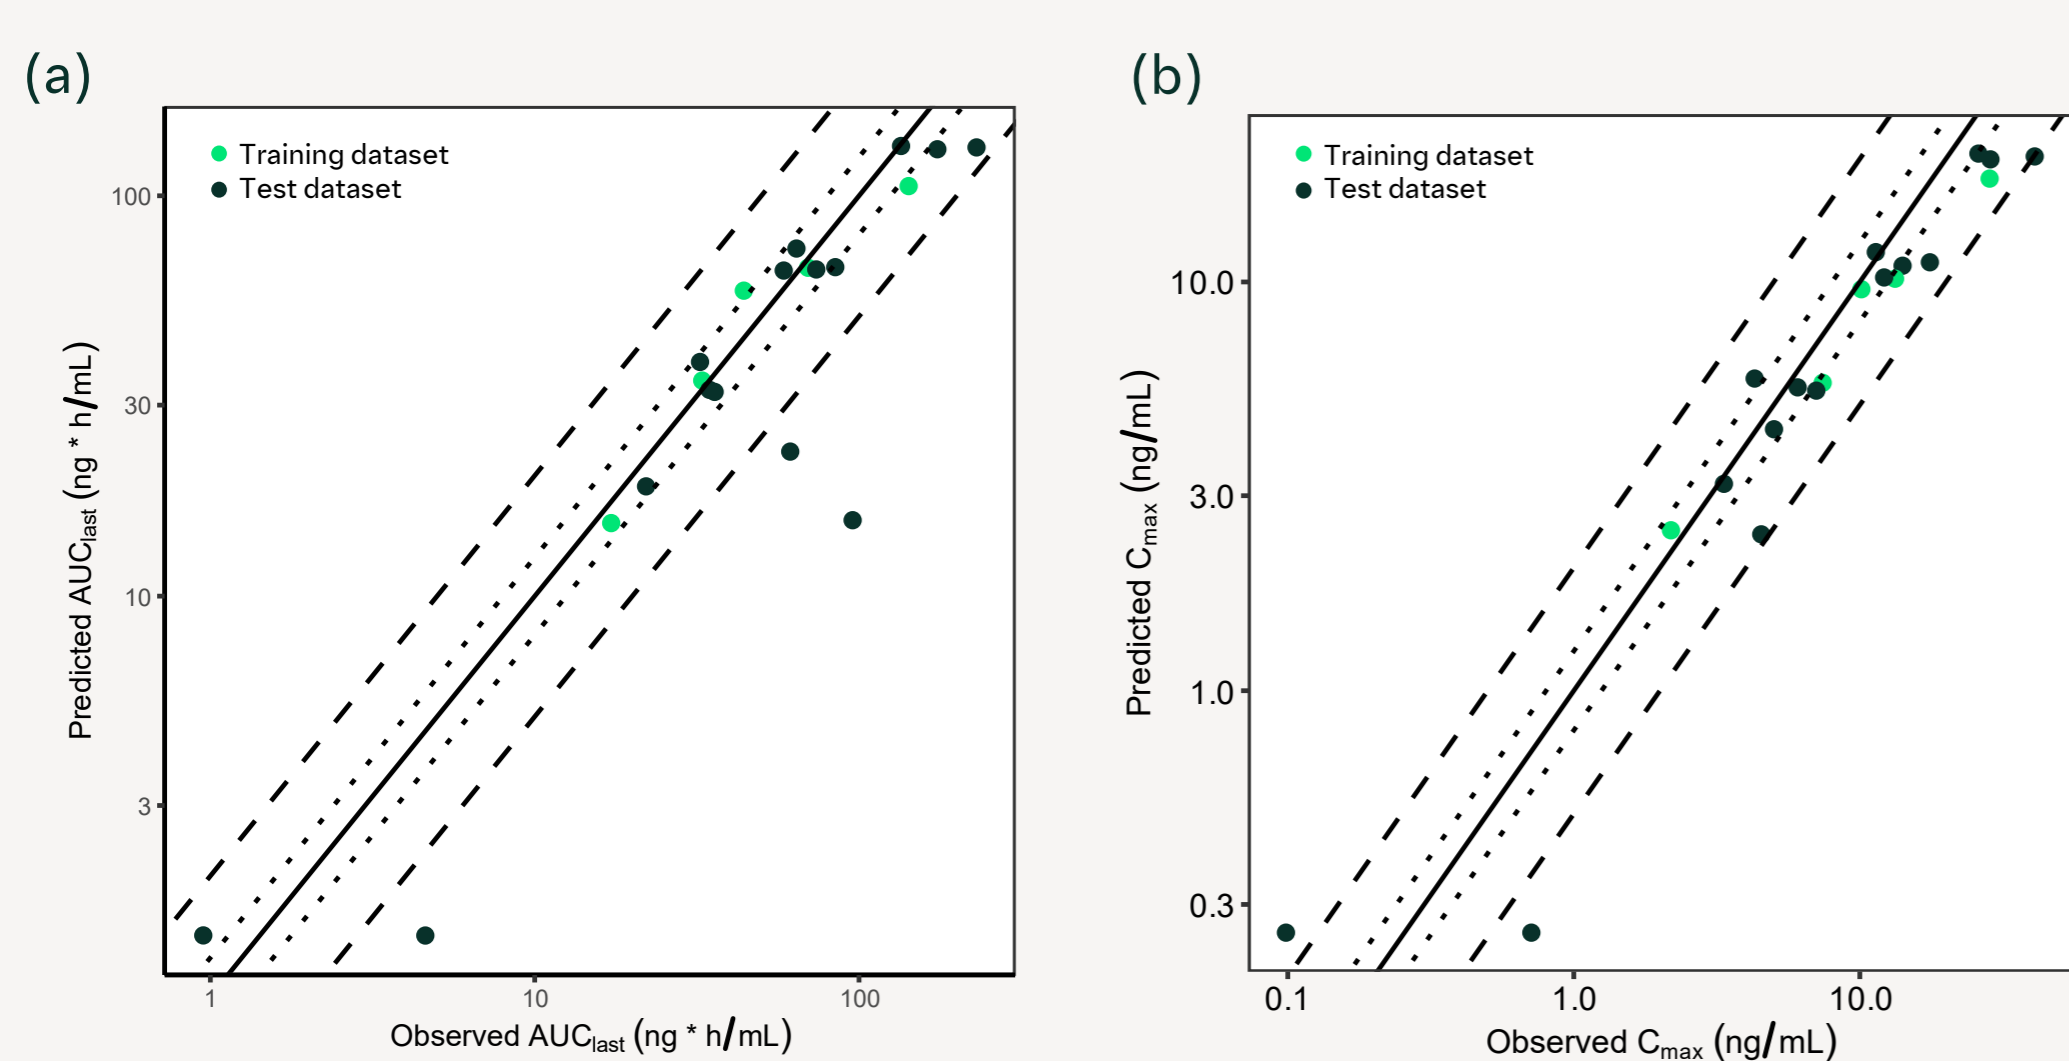 (a)
Training dataset
Test dataset
100
30
10
3
Predicted AUClast (ng * h/mL)
1
10
100
Observed AUClast (ng * h/mL)
(b)
Training dataset
Test dataset
10.0
3.0
1.0
0.3
Predicted Cmax (ng/mL)
0.1
1.0
10.0
Observed Cmax (ng/mL)